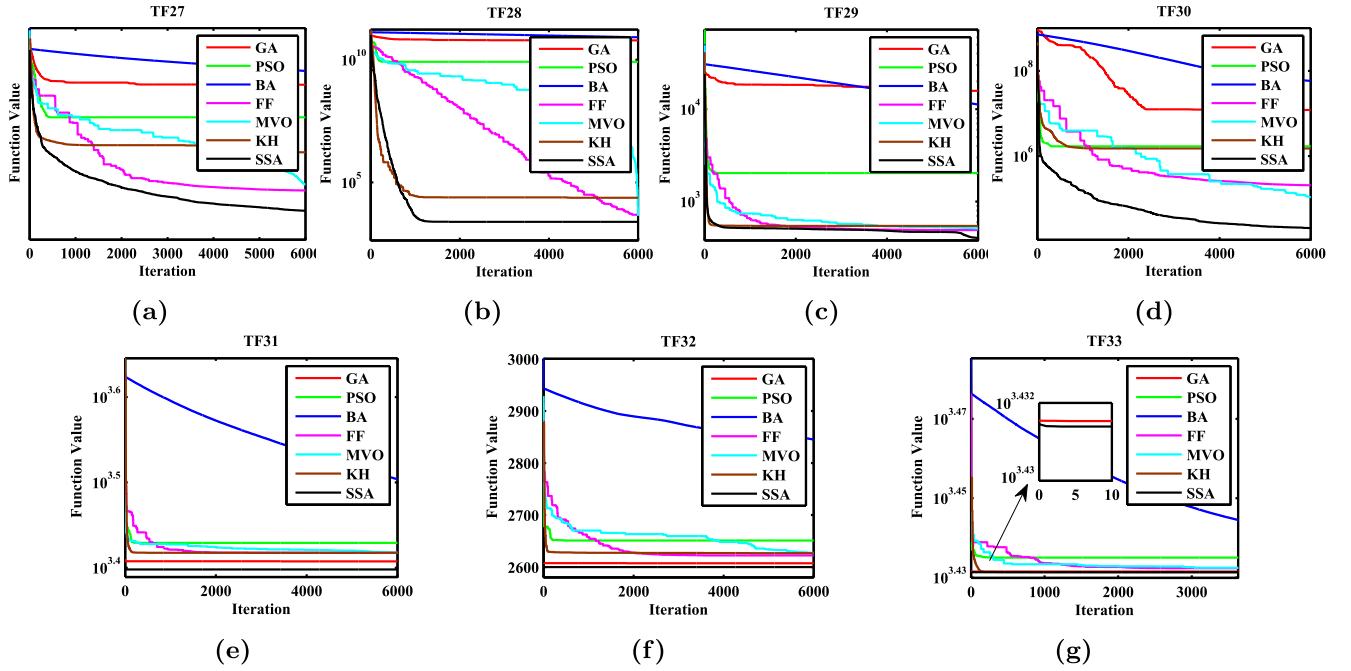 TF27
Function Value
GA
PSO
BA
FF
MVO
KH
SSA
0 1000 2000 3000 4000 5000 6000
Iteration
(a)
TF28
Function Value
10^10
10^5
GA
PSO
BA
FF
MVO
KH
SSA
0 2000 4000 6000
Iteration
(b)
TF29
Function Value
10^4
10^3
GA
PSO
BA
FF
MVO
KH
SSA
0 2000 4000 6000
Iteration
(c)
TF30
Function Value
10^8
10^6
GA
PSO
BA
FF
MVO
KH
SSA
0 2000 4000 6000
Iteration
(d)
TF31
Function Value
10^3.6
10^3.5
10^3.4
GA
PSO
BA
FF
MVO
KH
SSA
0 2000 4000 6000
Iteration
(e)
TF32
Function Value
3000
2900
2800
2700
2600
GA
PSO
BA
FF
MVO
KH
SSA
0 2000 4000 6000
Iteration
(f)
TF33
Function Value
10^3.47
10^3.45
10^3.43
10^3.432
10^3.43
0 5 10
GA
PSO
BA
FF
MVO
KH
SSA
0 1000 2000 3000
Iteration
(g)